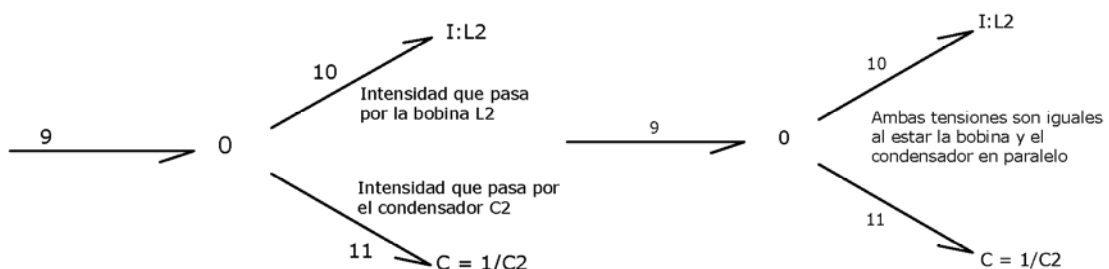 I:L2
10
Intensidad que pasa
por la bobina L2
9
0
Intensidad que pasa por
el condensador C2
11
C = 1/C2
I:L2
10
Ambas tensiones son iguales
al estar la bobina y el
condensador en paralelo
9
0
11
C = 1/C2